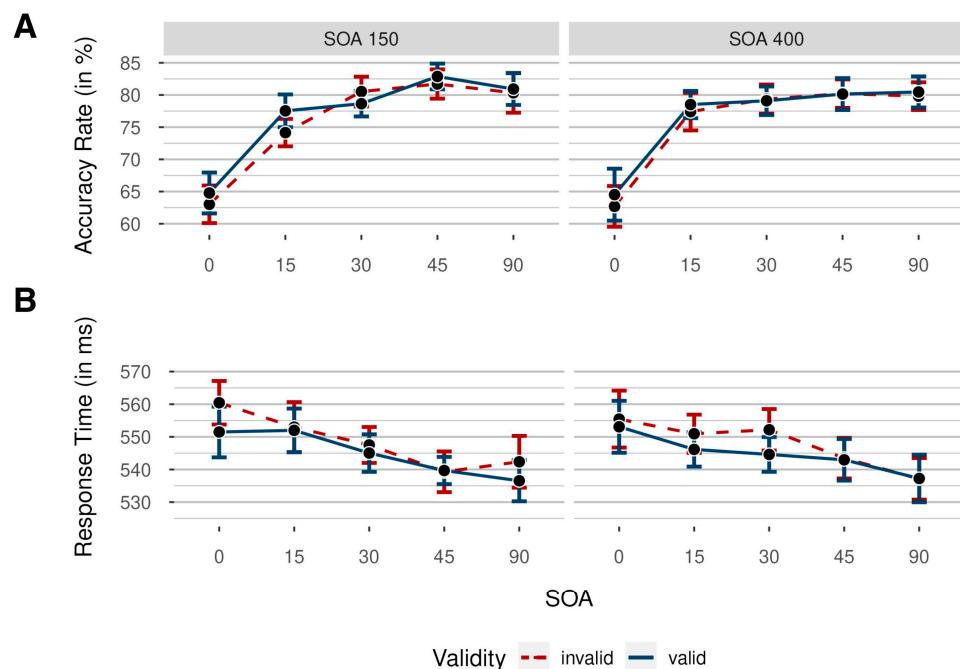 A
SOA 150
SOA 400
Accuracy Rate (in %)
85
80
75
70
65
60
0 15 30 45 90
0 15 30 45 90
B
Response Time (in ms)
570
560
550
540
530
0 15 30 45 90
0 15 30 45 90
SOA
Validity invalid valid